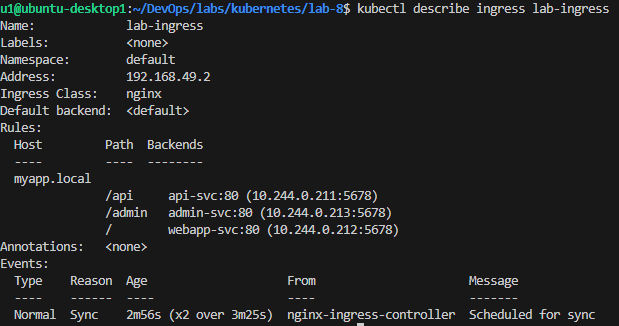 u1@ubuntu-desktop1:~/DevOps/labs/kubernetes/lab-8$ kubectl describe ingress lab-ingress
Name:             lab-ingress
Labels:           <none>
Namespace:        default
Address:          192.168.49.2
Ingress Class:    nginx
Default backend:  <default>
Rules:
  Host         Path  Backends
  ----         ----  --------
  myapp.local
               /api     api-svc:80 (10.244.0.211:5678)
               /admin   admin-svc:80 (10.244.0.213:5678)
               /        webapp-svc:80 (10.244.0.212:5678)
Annotations:   <none>
Events:
  Type    Reason  Age                    From                      Message
  ----    ------  ----                   ----                      -------
  Normal  Sync    2m56s (x2 over 3m25s)  nginx-ingress-controller  Scheduled for sync